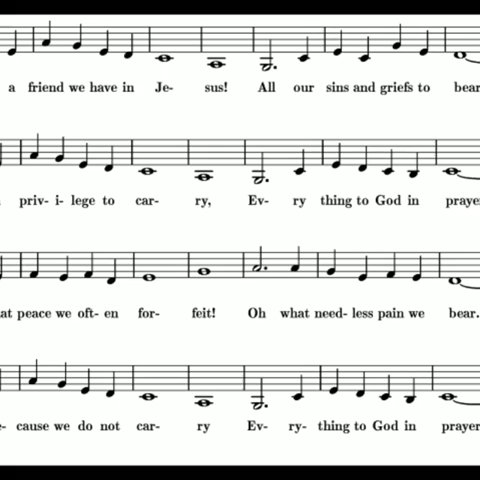 a friend we have in Je- sus! All our sins and griefs to bear
priv- i- lege to car- ry, Ev- ry thing to God in prayer
at peace we oft- en for- feit! Oh what need- less pain we bear.
e- cause we do not car- ry Ev- ry- thing to God in prayer